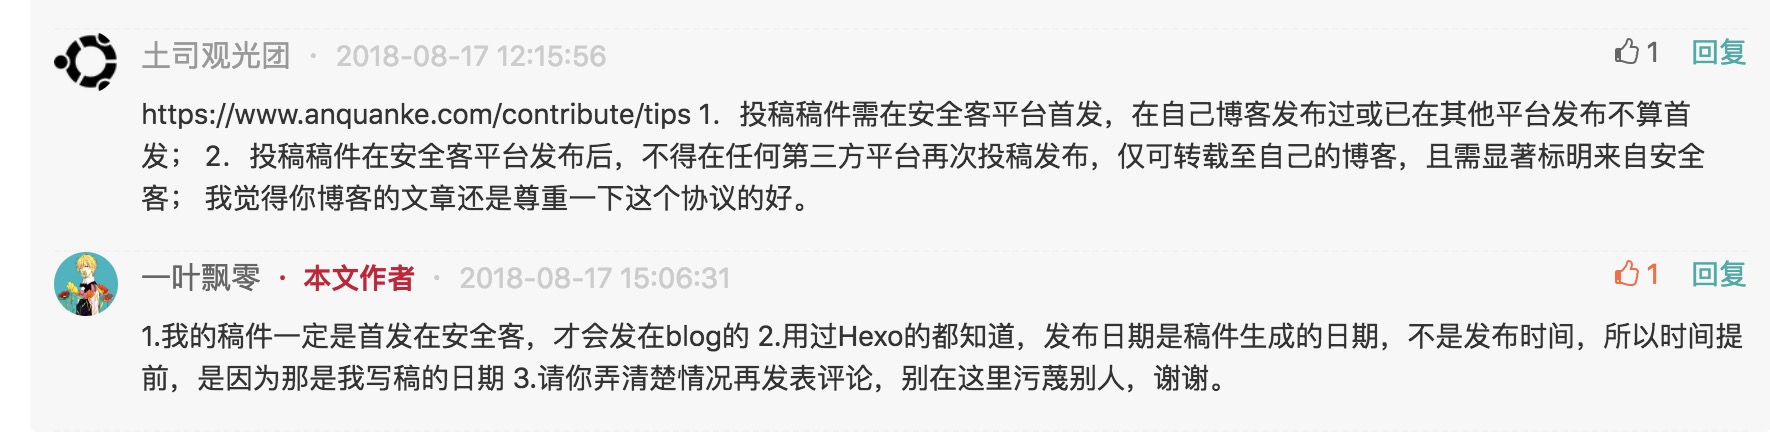 土司观光团 · 2018-08-17 12:15:56 1 回复
https://www.anquanke.com/contribute/tips 1. 投稿稿件需在安全客平台首发，在自己博客发布过或已在其他平台发布不算首
发； 2. 投稿稿件在安全客平台发布后，不得在任何第三方平台再次投稿发布，仅可转载至自己的博客，且需显著标明来自安全
客； 我觉得你博客的文章还是尊重一下这个协议的好。
一叶飘零 · 本文作者 · 2018-08-17 15:06:31 1 回复
1.我的稿件一定是首发在安全客，才会发在blog的 2.用过Hexo的都知道，发布日期是稿件生成的日期，不是发布时间，所以时间提
前，是因为那是我写稿的日期 3.请你弄清楚情况再发表评论，别在这里污蔑别人，谢谢。